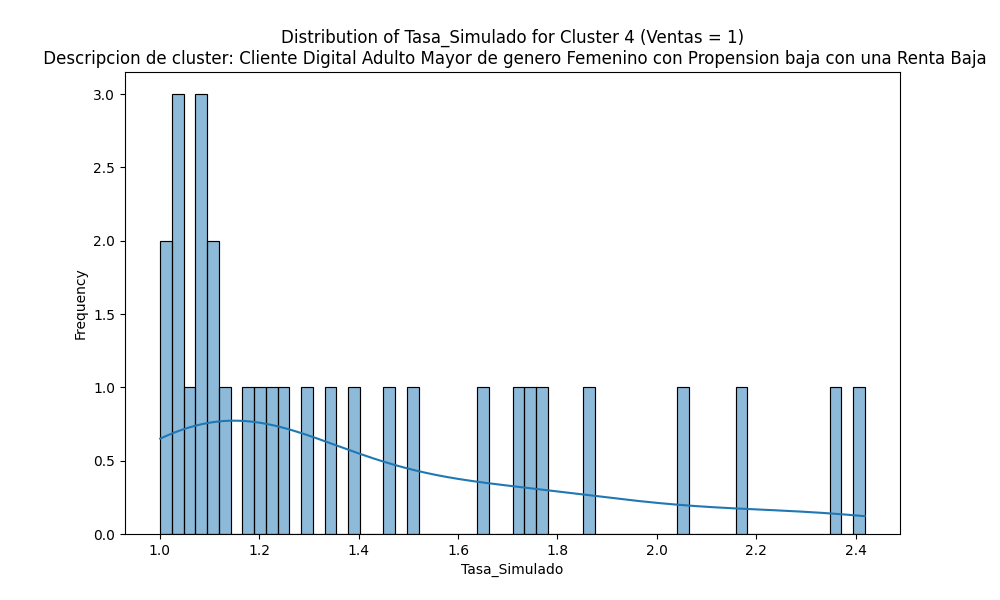 Distribution of Tasa_Simulado for Cluster 4 (Ventas = 1)
Descripcion de cluster: Cliente Digital Adulto Mayor de genero Femenino con Propension baja con una Renta Baja
3.0
2.5
2.0
1.5
1.0
0.5
0.0
Frequency
1.0 1.2 1.4 1.6 1.8 2.0 2.2 2.4
Tasa_Simulado